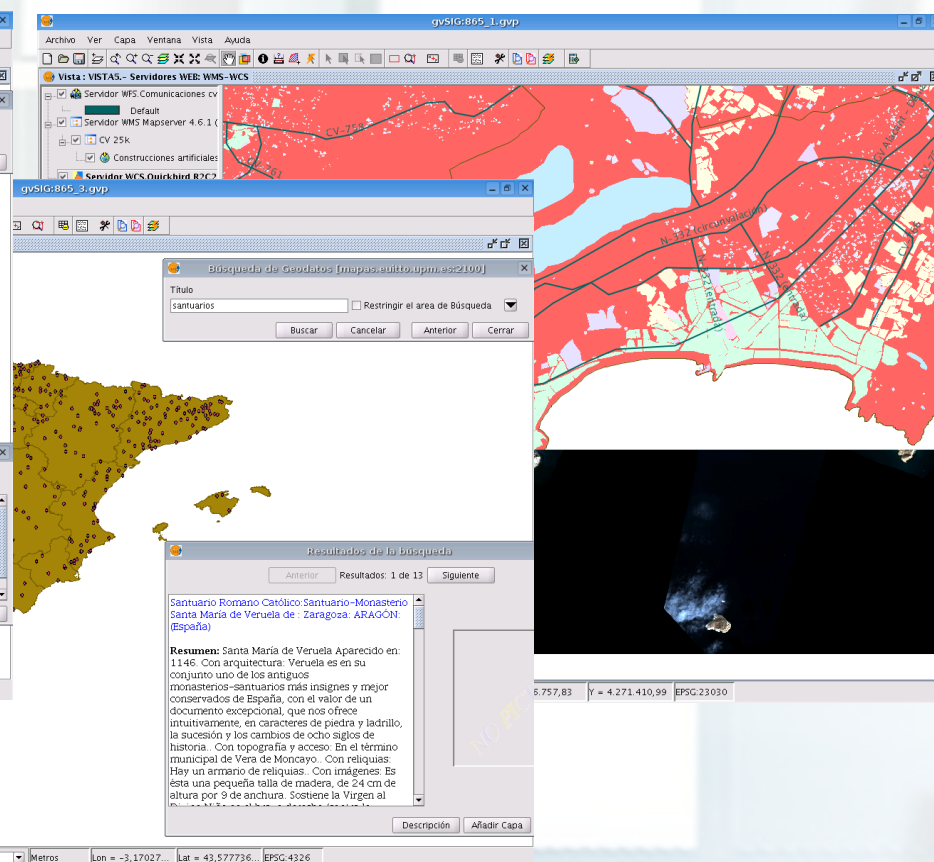 gvSIG:865_1.gvp
Archivo Ver Capa Ventana Vista Ayuda
Vista : VISTA5.- Servidores WEB: WMS-WCS
Servidor WFS.Comunicaciones cv
Default
Servidor WMS Mapserver 4.6.1 (
CV 25k
Construcciones artificiales
Servidor WCS.Quickbird R2C2
CV-758
N-332 (circunvalación)
N-332 (entrada)
N-332 (entrada)
gvSIG:865_3.gvp
Búsqueda de Geodatos [mapas.euitto.upm.es:2100]
Título
santuarios
Restringir el area de Búsqueda
Buscar Cancelar Anterior Cerrar
Resultados de la búsqueda
Anterior Resultados: 1 de 13 Siguiente
Santuario Romano Católico:Santuario-Monasterio
Santa María de Veruela de : Zaragoza: ARAGÓN:
(España)
Resumen: Santa María de Veruela Aparecido en:
1146. Con arquitectura: Veruela es en su
conjunto uno de los antiguos
monasterios-santuarios más insignes y mejor
conservados de España, con el valor de un
documento excepcional, que nos ofrece
intuitivamente, en caracteres de piedra y ladrillo,
la sucesión y los cambios de ocho siglos de
historia.. Con topografía y acceso: En el término
municipal de Vera de Moncayo.. Con reliquias:
Hay un armario de reliquias.. Con imágenes: Es
ésta una pequeña talla de madera, de 24 cm de
altura por 9 de anchura. Sostiene la Virgen al
Descripción Añadir Capa
6.757,83 Y = 4.271.410,99 EPSG:23030
Metros Lon = -3,17027... Lat = 43,577736... EPSG:4326